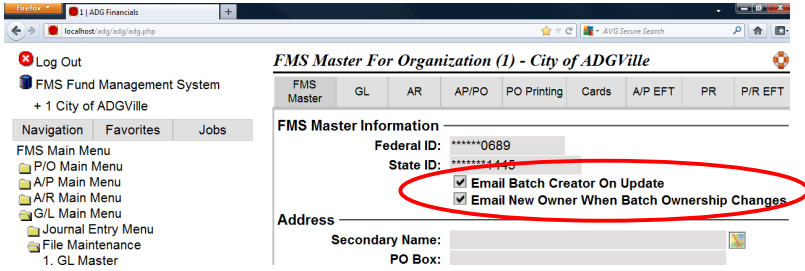 Firefox
1 | ADG Financials
+
localhost/adg/adg/adg.php
AVG Secure Search
Log Out
FMS Fund Management System
+ 1 City of ADGVille
Navigation Favorites Jobs
FMS Main Menu
P/O Main Menu
A/P Main Menu
A/R Main Menu
G/L Main Menu
Journal Entry Menu
File Maintenance
1. GL Master
FMS Master For Organization (1) - City of ADGVille
FMS Master GL AR AP/PO PO Printing Cards A/P EFT PR P/R EFT
FMS Master Information
Federal ID: ******0689
State ID: *******1445
Email Batch Creator On Update
Email New Owner When Batch Ownership Changes
Address
Secondary Name:
PO Box: